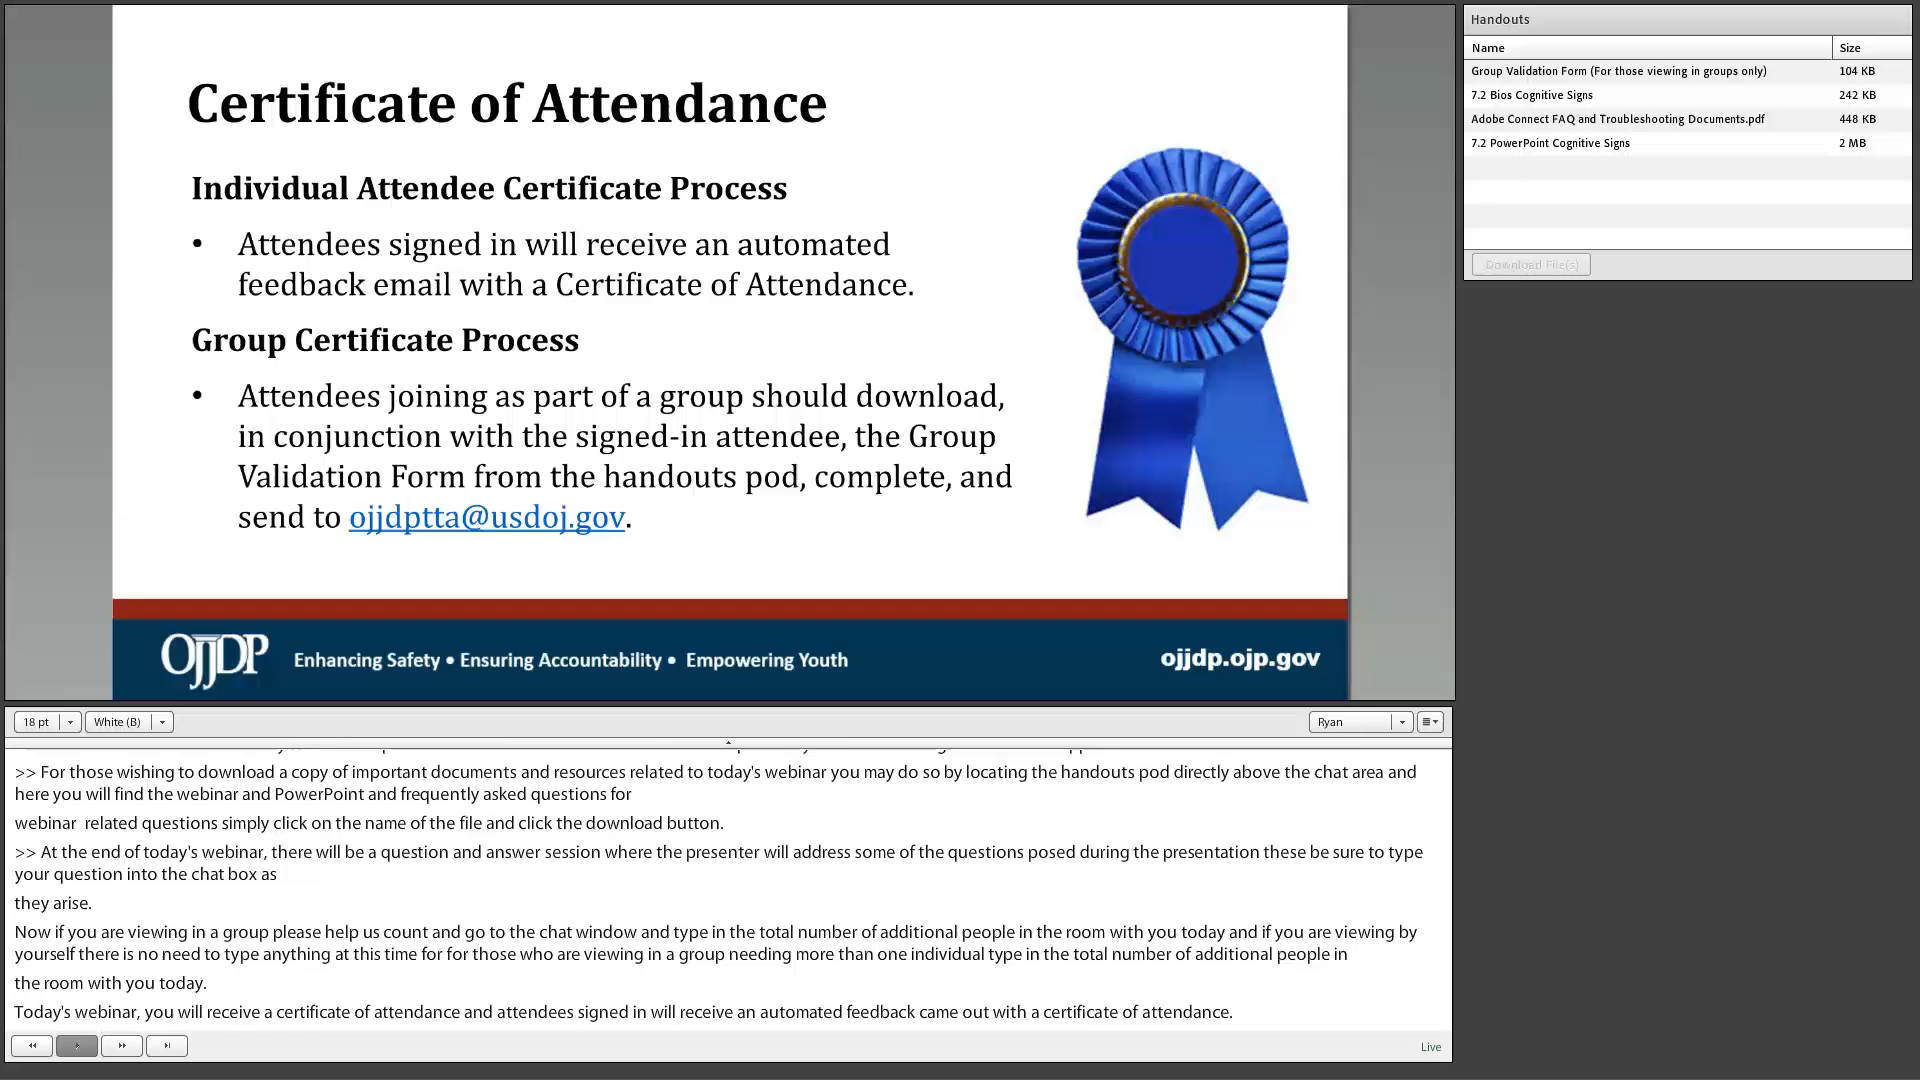 Certificate of Attendance
Individual Attendee Certificate Process
• Attendees signed in will receive an automated
feedback email with a Certificate of Attendance.
Group Certificate Process
• Attendees joining as part of a group should download,
in conjunction with the signed-in attendee, the Group
Validation Form from the handouts pod, complete, and
send to ojjdptta@usdoj.gov.
OJJDP Enhancing Safety • Ensuring Accountability • Empowering Youth ojjdp.ojp.gov
Handouts
Name Size
Group Validation Form (For those viewing in groups only) 104 KB
7.2 Bios Cognitive Signs 242 KB
Adobe Connect FAQ and Troubleshooting Documents.pdf 448 KB
7.2 PowerPoint Cognitive Signs 2 MB
Download File(s)
18 pt White (B) Ryan
>> For those wishing to download a copy of important documents and resources related to today's webinar you may do so by locating the handouts pod directly above the chat area and
here you will find the webinar and PowerPoint and frequently asked questions for
webinar  related questions simply click on the name of the file and click the download button.
>> At the end of today's webinar, there will be a question and answer session where the presenter will address some of the questions posed during the presentation these be sure to type
your question into the chat box as
they arise.
Now if you are viewing in a group please help us count and go to the chat window and type in the total number of additional people in the room with you today and if you are viewing by
yourself there is no need to type anything at this time for for those who are viewing in a group needing more than one individual type in the total number of additional people in
the room with you today.
Today's webinar, you will receive a certificate of attendance and attendees signed in will receive an automated feedback came out with a certificate of attendance.
Live